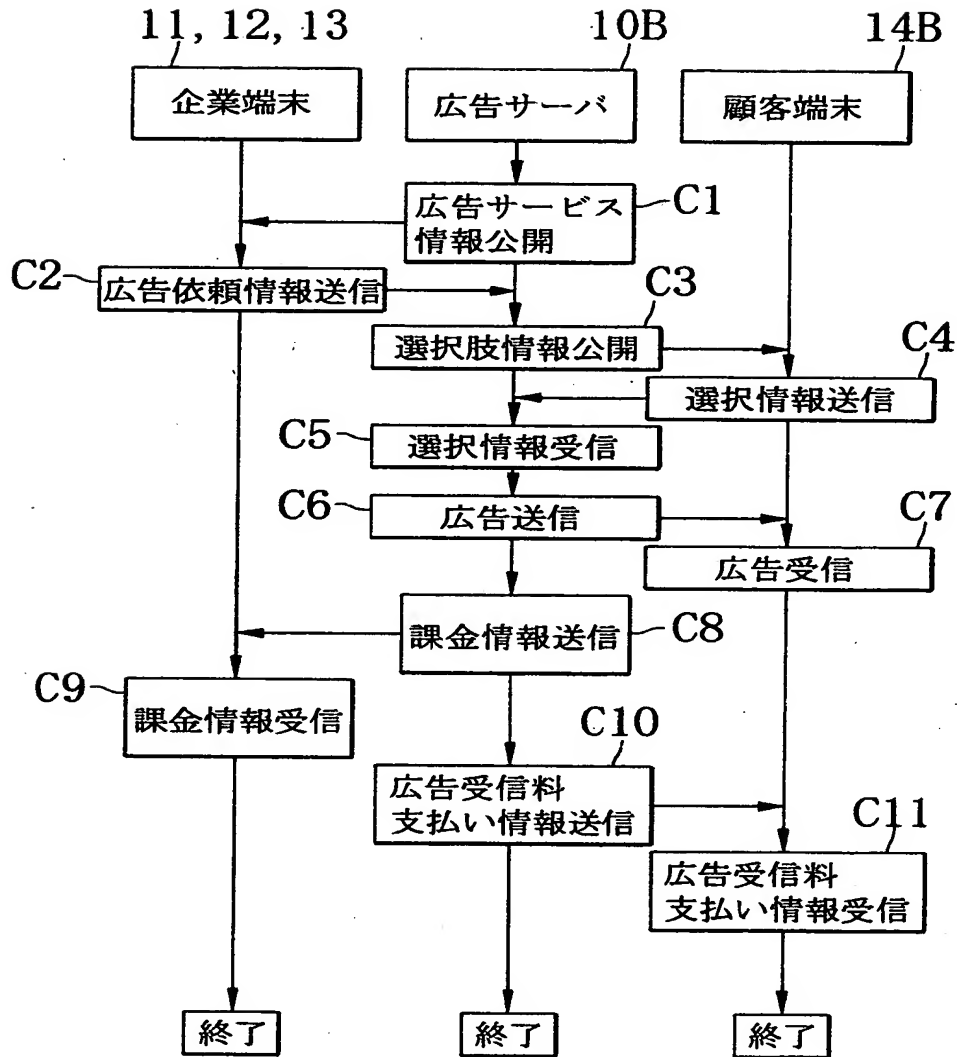 11, 12, 13
10B
14B
企業端末
広告サーバ
顧客端末
広告サービス
情報公開
C1
C2
広告依頼情報送信
C3
選択肢情報公開
C4
選択情報送信
C5
選択情報受信
C6
広告送信
C7
広告受信
課金情報送信
C8
C9
課金情報受信
C10
広告受信料
支払い情報送信
C11
広告受信料
支払い情報受信
終了
終了
終了